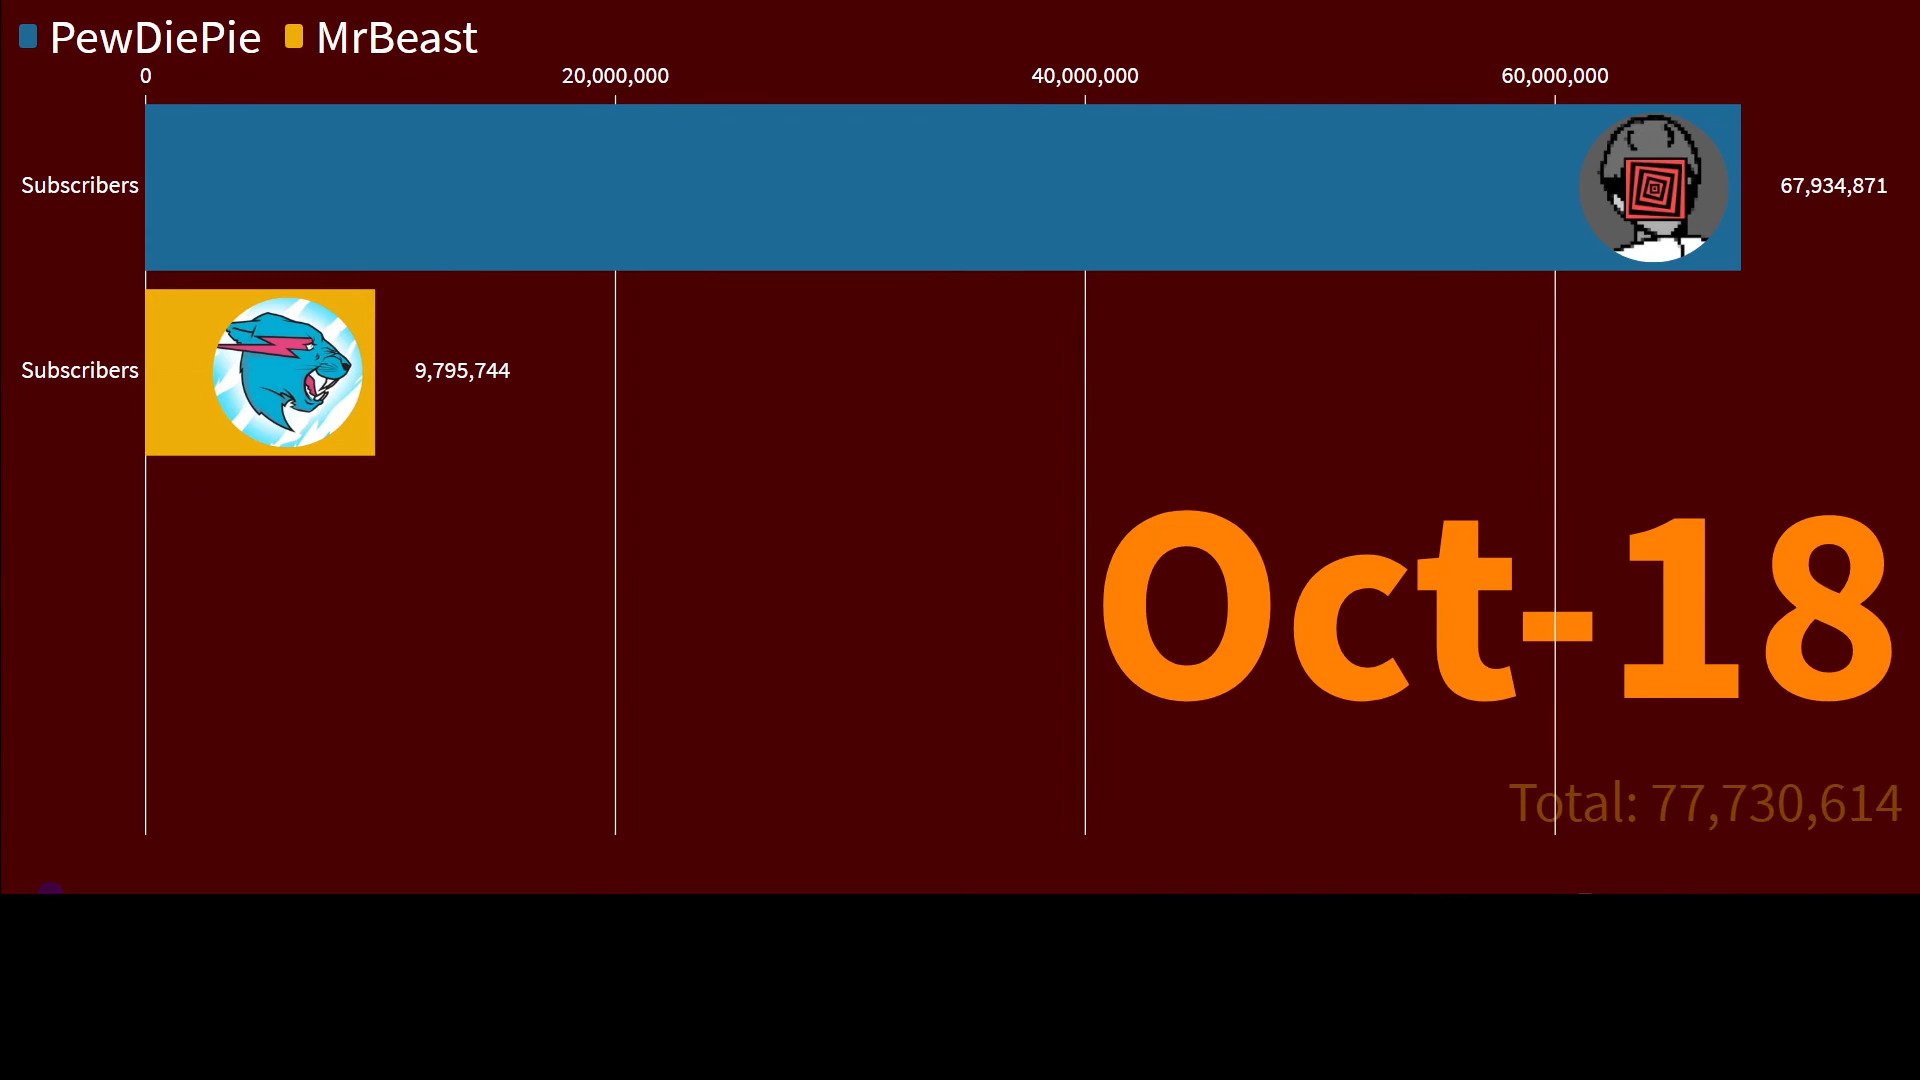 PewDiePie MrBeast
0 20,000,000 40,000,000 60,000,000
Subscribers 67,934,871
Subscribers 9,795,744
Oct-18
Total: 77,730,614